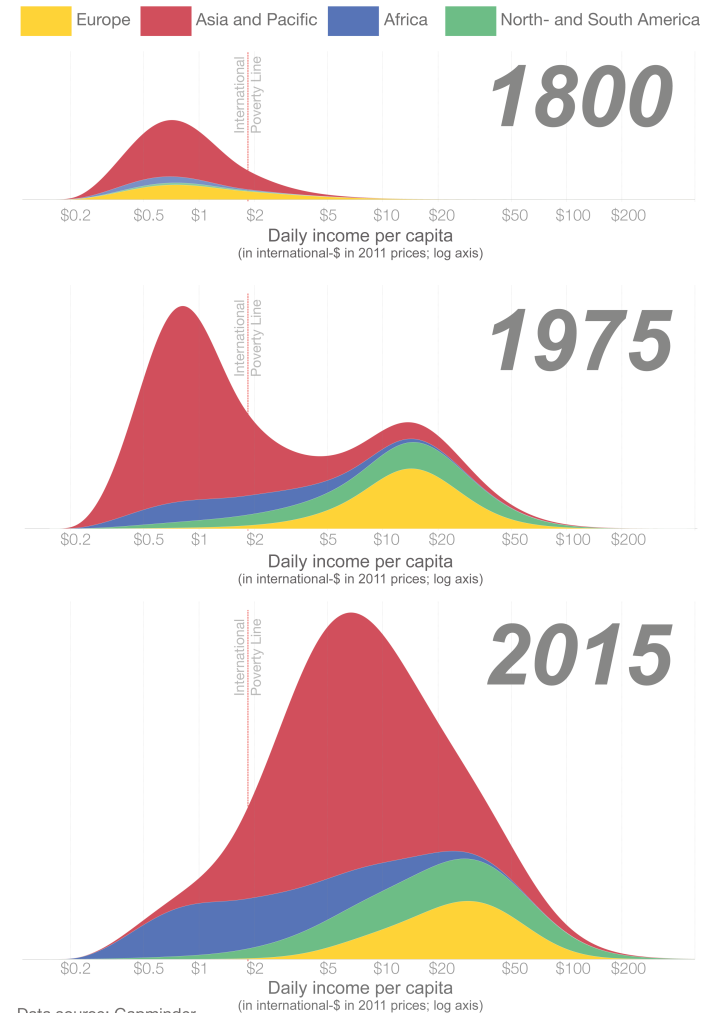 Europe Asia and Pacific Africa North- and South America
International
Poverty Line
1800
$0.2 $0.5 $1 $2 $5 $10 $20 $50 $100 $200
Daily income per capita
(in international-$ in 2011 prices; log axis)
International
Poverty Line
1975
$0.2 $0.5 $1 $2 $5 $10 $20 $50 $100 $200
Daily income per capita
(in international-$ in 2011 prices; log axis)
International
Poverty Line
2015
$0.2 $0.5 $1 $2 $5 $10 $20 $50 $100 $200
Daily income per capita
(in international-$ in 2011 prices; log axis)
Data source: Gapminder